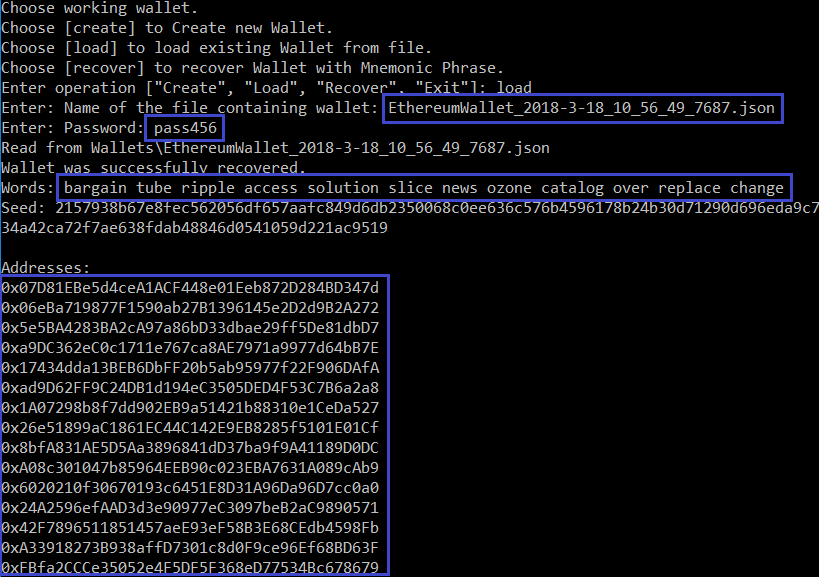 Choose working wallet.
Choose [create] to Create new Wallet.
Choose [load] to load existing Wallet from file.
Choose [recover] to recover Wallet with Mnemonic Phrase.
Enter operation ["Create", "Load", "Recover", "Exit"]: load
Enter: Name of the file containing wallet: EthereumWallet_2018-3-18_10_56_49_7687.json
Enter: Password: pass456
Read from Wallets\EthereumWallet_2018-3-18_10_56_49_7687.json
Wallet was successfully recovered.
Words: bargain tube ripple access solution slice news ozone catalog over replace change
Seed: 2157938b67e8fec562056df657aafc849d6db2350068c0ee636c576b4596178b24b30d71290d696eda9c7
34a42ca72f7ae638fdab48846d0541059d221ac9519
Addresses:
0x07D81EBe5d4ceA1ACF448e01Eeb872D284BD347d
0x06eBa719877F1590ab27B1396145e2D2d9B2A272
0x5e5BA4283BA2cA97a86bD33dbae29ff5De81dbD7
0xa9DC362eC0c1711e767ca8AE7971a9977d64bB7E
0x17434dda13BEB6DbFF20b5ab95977f22F906DAfA
0xad9D62FF9C24DB1d194eC3505DED4F53C7B6a2a8
0x1A07298b8f7dd902EB9a51421b88310e1CeDa527
0x26e51899aC1861EC44C142E9EB8285f5101E01Cf
0x8bfA831AE5D5Aa3896841dD37ba9f9A41189D0DC
0xA08c301047b85964EEB90c023EBA7631A089cAb9
0x6020210f30670193c6451E8D31A96Da96D7cc0a0
0x24A2596efAAD3d3e90977eC3097beB2aC9890571
0x42F7896511851457aeE93eF58B3E68CEdb4598Fb
0xA33918273B938affD7301c8d0F9ce96Ef68BD63F
0xFBfa2CCCe35052e4E5DF5F368eD77534Bc678679